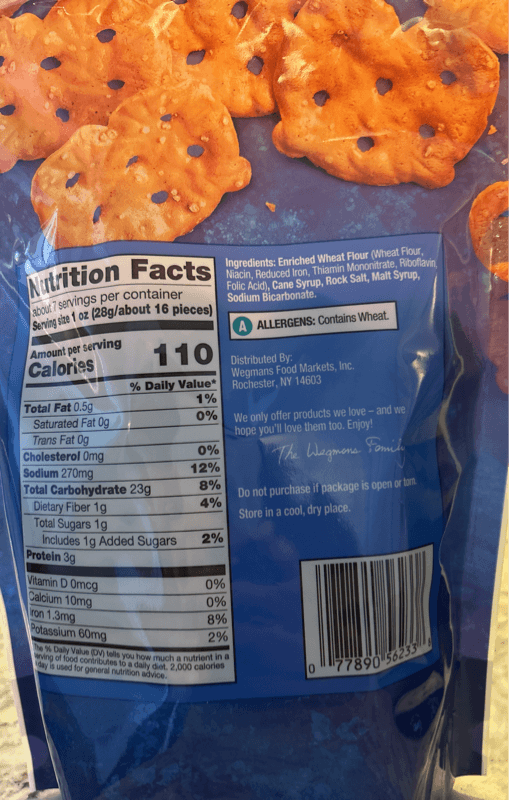 Nutrition Facts
about 7 servings per container
Serving size 1 oz (28g/about 16 pieces)
Amount per serving
Calories 110
% Daily Value*
Total Fat 0.5g 1%
Saturated Fat 0g 0%
Trans Fat 0g
Cholesterol 0mg 0%
Sodium 270mg 12%
Total Carbohydrate 23g 8%
Dietary Fiber 1g 4%
Total Sugars 1g
Includes 1g Added Sugars 2%
Protein 3g
Vitamin D 0mcg 0%
Calcium 10mg 0%
Iron 1.3mg 8%
Potassium 60mg 2%
The % Daily Value (DV) tells you how much a nutrient in a
serving of food contributes to a daily diet. 2,000 calories
a day is used for general nutrition advice.
Ingredients: Enriched Wheat Flour (Wheat Flour,
Niacin, Reduced Iron, Thiamin Mononitrate, Riboflavin,
Folic Acid), Cane Syrup, Rock Salt, Malt Syrup,
Sodium Bicarbonate.
A ALLERGENS: Contains Wheat.
Distributed By:
Wegmans Food Markets, Inc.
Rochester, NY 14603
We only offer products we love – and we
hope you'll love them too. Enjoy!
The Wegmans Family
Do not purchase if package is open or torn.
Store in a cool, dry place.
0 77890 56233